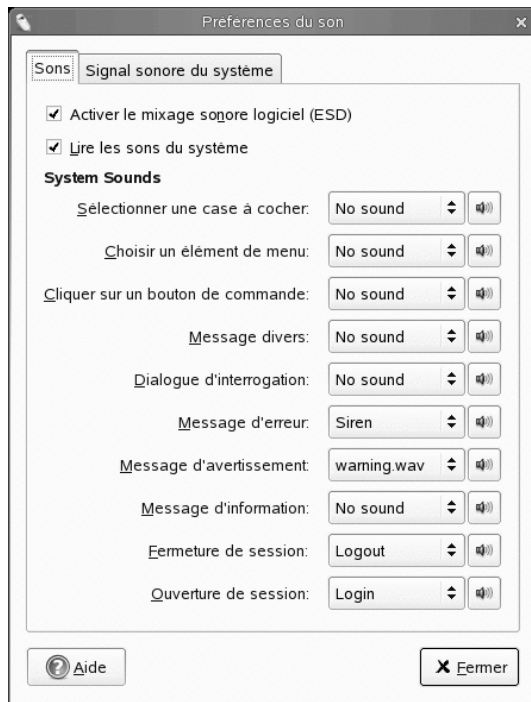 Préférences du son
Sons
Signal sonore du système
Activer le mixage sonore logiciel (ESD)
Lire les sons du système
System Sounds
Sélectionner une case à cocher: No sound
Choisir un élément de menu: No sound
Cliquer sur un bouton de commande: No sound
Message divers: No sound
Dialogue d'interrogation: No sound
Message d'erreur: Siren
Message d'avertissement: warning.wav
Message d'information: No sound
Fermeture de session: Logout
Ouverture de session: Login
Aide
Fermer